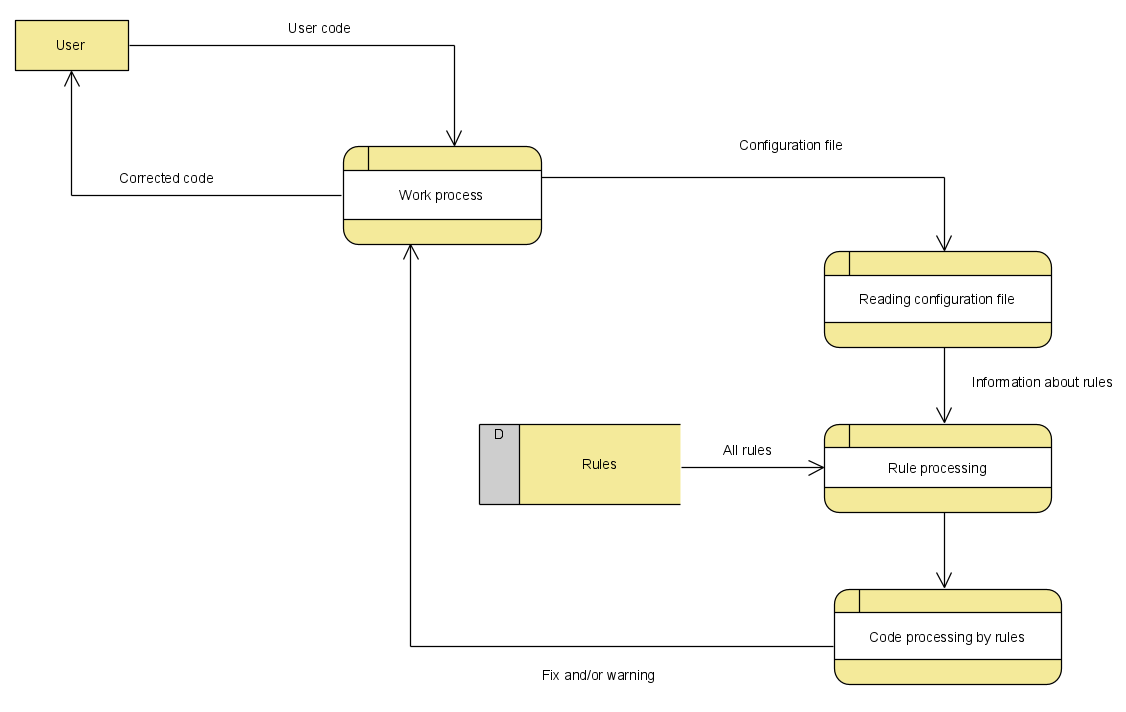 User code
User
Configuration file
Corrected code
Work process
Reading configuration file
Information about rules
D
All rules
Rules
Rule processing
Code processing by rules
Fix and/or warning